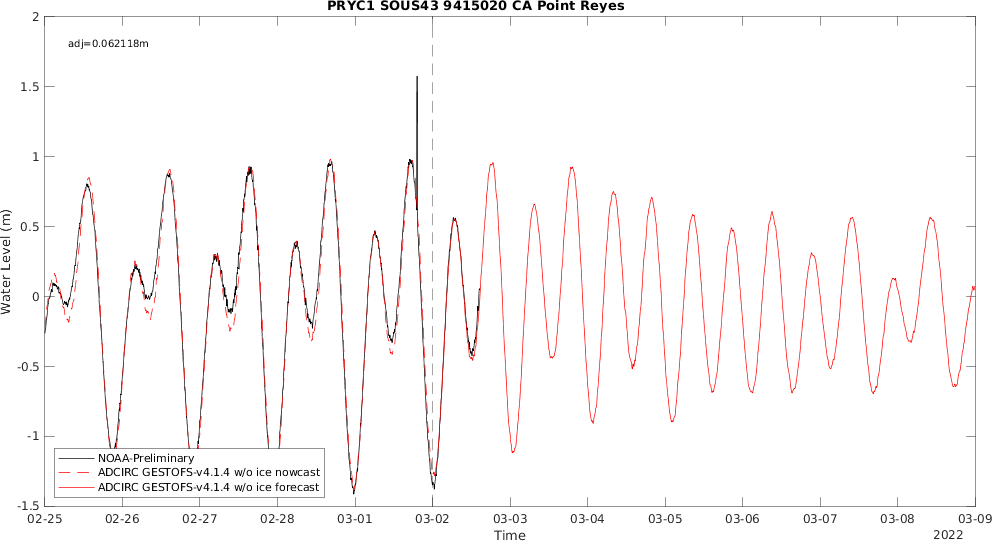 PRYC1 SOUS43 9415020 CA Point Reyes
adj=0.062118m
2
1.5
1
0.5
0
-0.5
-1
-1.5
Water Level (m)
NOAA-Preliminary
ADCIRC GESTOFS-v4.1.4 w/o ice nowcast
ADCIRC GESTOFS-v4.1.4 w/o ice forecast
02-25 02-26 02-27 02-28 03-01 03-02 03-03 03-04 03-05 03-06 03-07 03-08 03-09
Time
2022